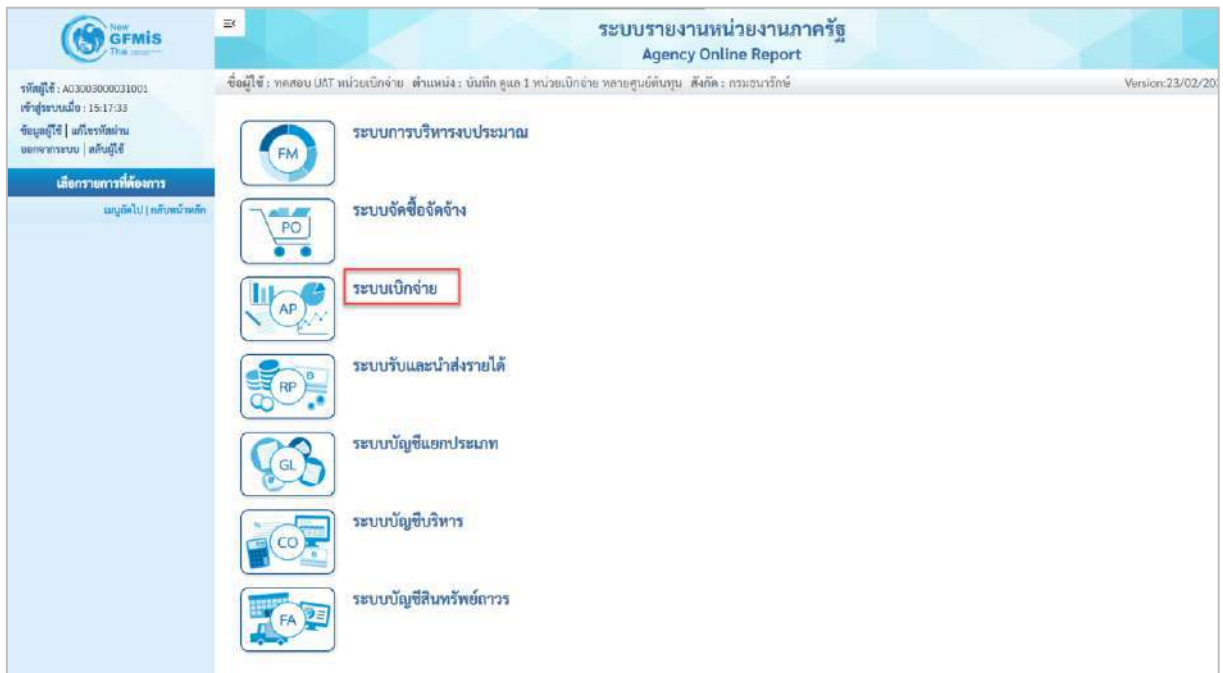 New
GFMIS
Thai
ระบบรายงานหน่วยงานภาครัฐ
Agency Online Report
รหัสผู้ใช้ : A03003000031001
เข้าสู่ระบบเมื่อ : 15:17:33
ข้อมูลผู้ใช้ | แก้ไขรหัสผ่าน
ออกจากระบบ | สลับผู้ใช้
เลือกรายการที่ต้องการ
เมนูถัดไป | กลับหน้าหลัก
ชื่อผู้ใช้ : ทดสอบ UAT หน่วยเบิกจ่าย ตำแหน่ง : บันทึก ดูแล 1 หน่วยเบิกจ่าย หลายศูนย์ต้นทุน สังกัด : กรมธนารักษ์
Version:23/02/20
FM
ระบบการบริหารงบประมาณ
PO
ระบบจัดซื้อจัดจ้าง
AP
ระบบเบิกจ่าย
RP
ระบบรับและนำส่งรายได้
GL
ระบบบัญชีแยกประเภท
CO
ระบบบัญชีบริหาร
FA
ระบบบัญชีสินทรัพย์ถาวร